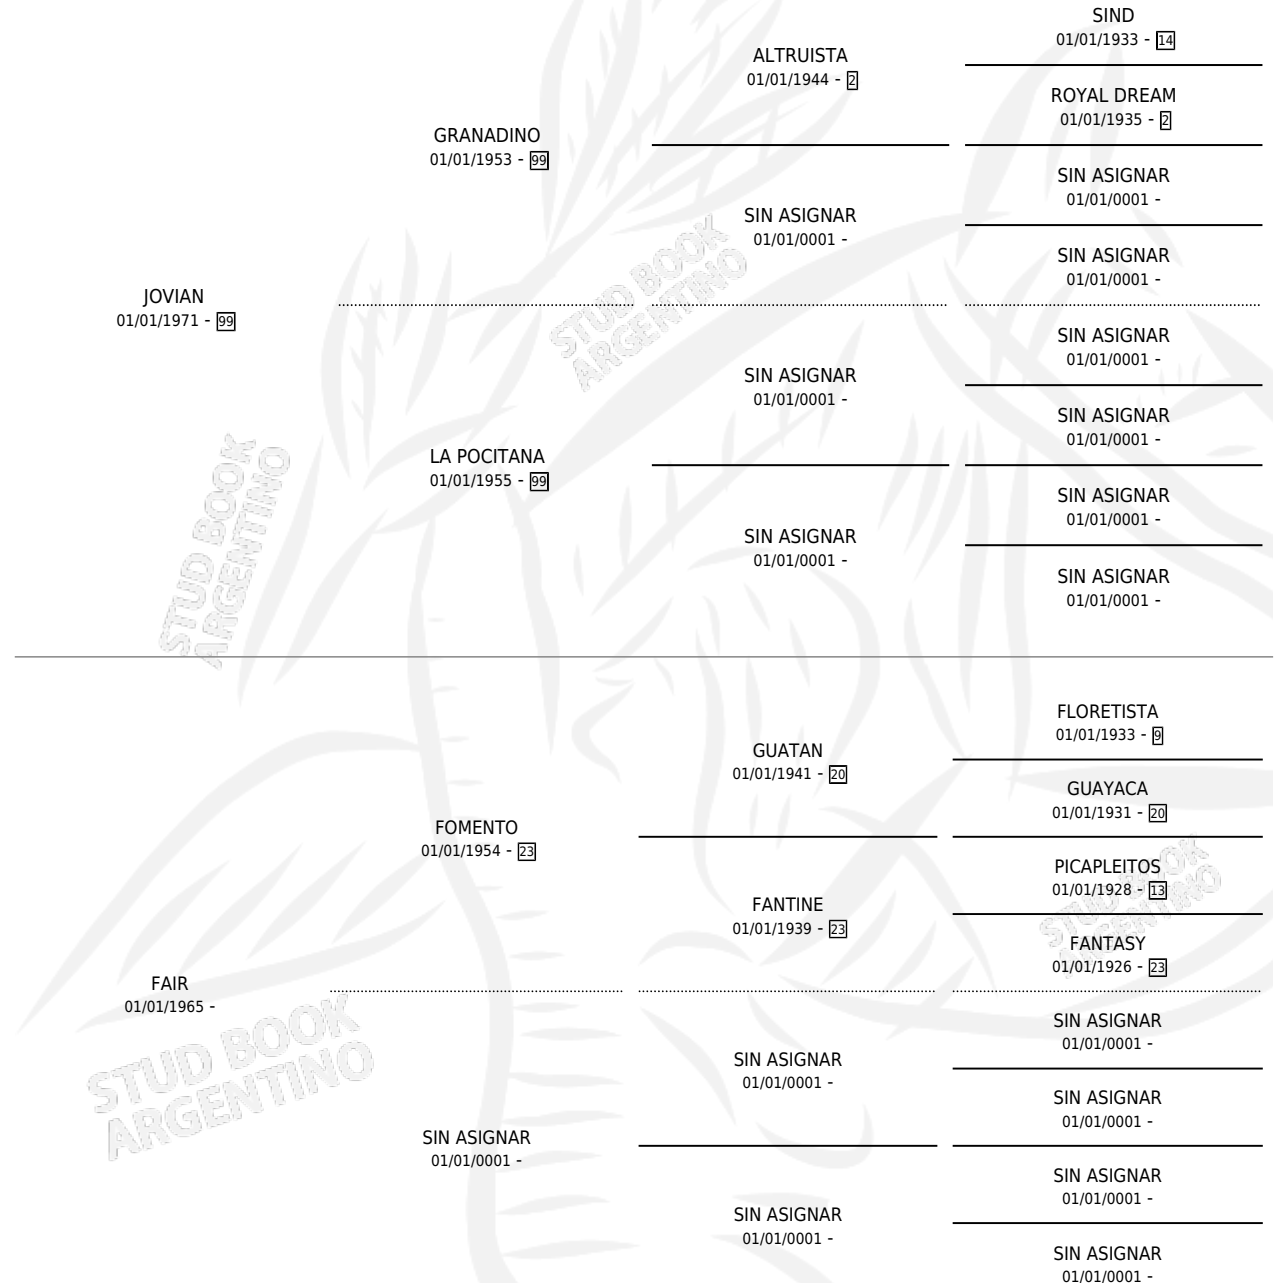 SIND
01/01/1933 - 14
ALTRUISTA
01/01/1944 - 2
ROYAL DREAM
01/01/1935 - 2
GRANADINO
01/01/1953 - 99
SIN ASIGNAR
01/01/0001 -
SIN ASIGNAR
01/01/0001 -
SIN ASIGNAR
01/01/0001 -
JOVIAN
01/01/1971 - 99
SIN ASIGNAR
01/01/0001 -
SIN ASIGNAR
01/01/0001 -
SIN ASIGNAR
01/01/0001 -
LA POCITANA
01/01/1955 - 99
SIN ASIGNAR
01/01/0001 -
SIN ASIGNAR
01/01/0001 -
SIN ASIGNAR
01/01/0001 -
STUD BOOK
ARGENTINO
STUD BOOK
ARGENTINO
FLORETISTA
01/01/1933 - 9
GUATAN
01/01/1941 - 20
GUAYACA
01/01/1931 - 20
FOMENTO
01/01/1954 - 23
PICAPLEITOS
01/01/1928 - 13
FANTINE
01/01/1939 - 23
FANTASY
01/01/1926 - 23
FAIR
01/01/1965 -
SIN ASIGNAR
01/01/0001 -
SIN ASIGNAR
01/01/0001 -
SIN ASIGNAR
01/01/0001 -
SIN ASIGNAR
01/01/0001 -
SIN ASIGNAR
01/01/0001 -
SIN ASIGNAR
01/01/0001 -
SIN ASIGNAR
01/01/0001 -
STUD BOOK
ARGENTINO
STUD BOOK
ARGENTINO